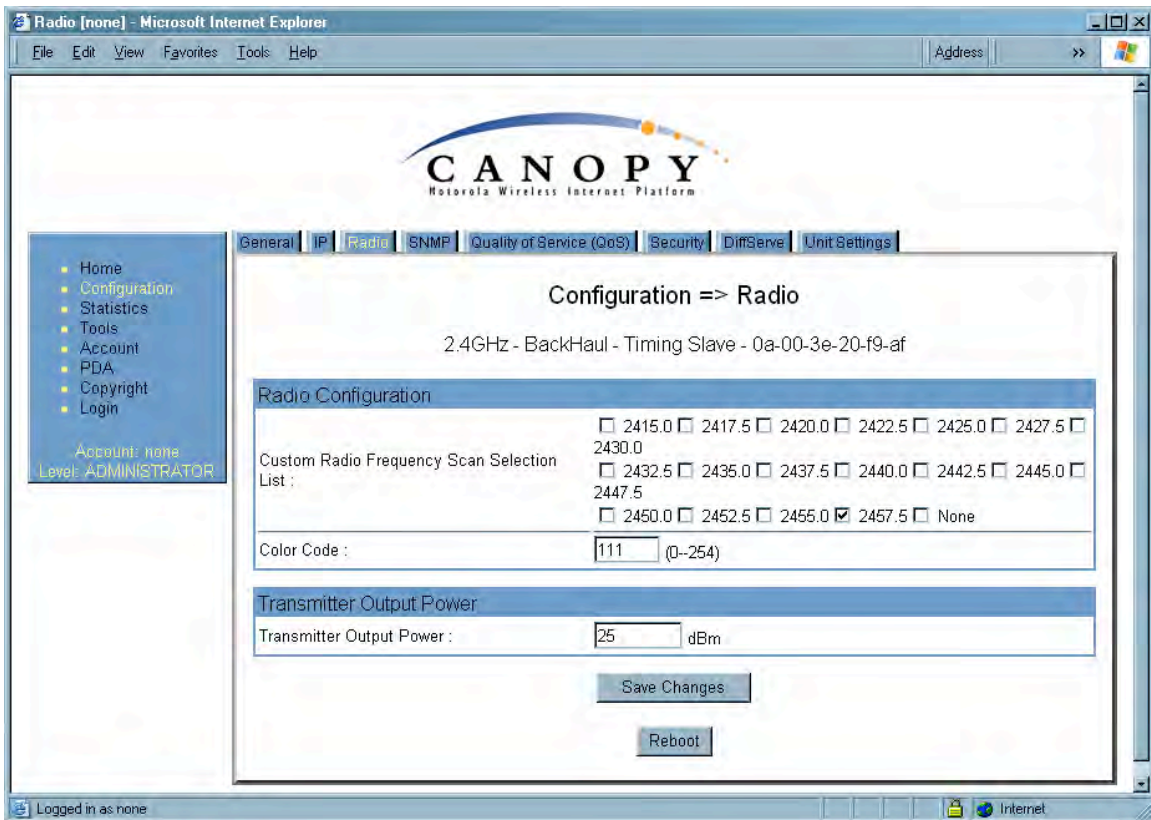 Radio [none] - Microsoft Internet Explorer
File Edit View Favorites Tools Help Address »
CANOPY
Motorola Wireless Internet Platform
General IP Radio SNMP Quality of Service (QoS) Security DiffServe Unit Settings
Home
Configuration
Statistics
Tools
Account
PDA
Copyright
Login
Account: none
Level: ADMINISTRATOR
Configuration => Radio
2.4GHz - BackHaul - Timing Slave - 0a-00-3e-20-f9-af
Radio Configuration
Custom Radio Frequency Scan Selection
List :
2415.0 2417.5 2420.0 2422.5 2425.0 2427.5
2430.0
2432.5 2435.0 2437.5 2440.0 2442.5 2445.0
2447.5
2450.0 2452.5 2455.0 2457.5 None
Color Code : 111 (0--254)
Transmitter Output Power
Transmitter Output Power : 25 dBm
Save Changes
Reboot
Logged in as none Internet